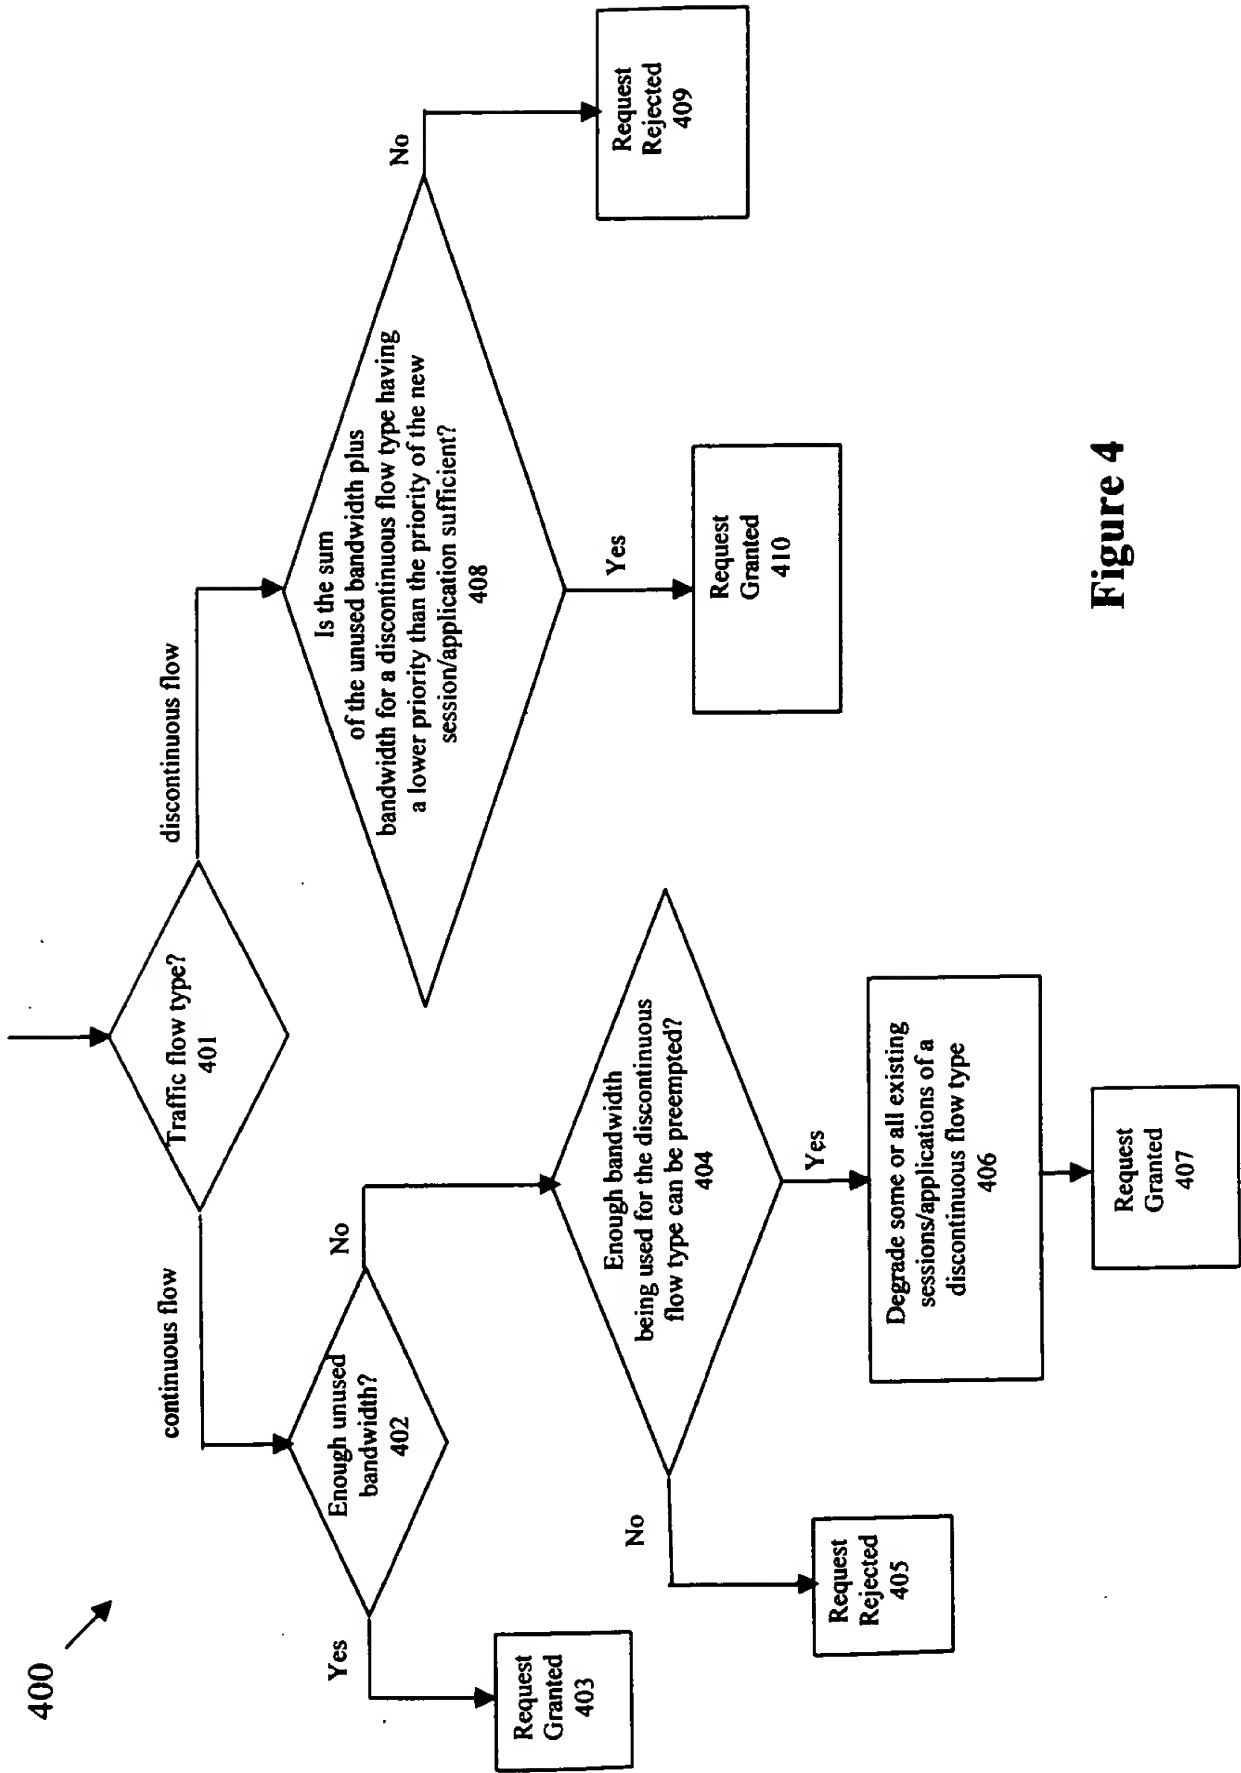 400
Traffic flow type?
401
continuous flow
discontinuous flow
Enough unused
bandwidth?
402
Yes
No
Request
Granted
403
Enough bandwidth
being used for the discontinuous
flow type can be preempted?
404
No
Yes
Request
Rejected
405
Degrade some or all existing
sessions/applications of a
discontinuous flow type
406
Request
Granted
407
Is the sum
of the unused bandwidth plus
bandwidth for a discontinuous flow type having
a lower priority than the priority of the new
session/application sufficient?
408
No
Yes
Request
Rejected
409
Request
Granted
410
Figure 4